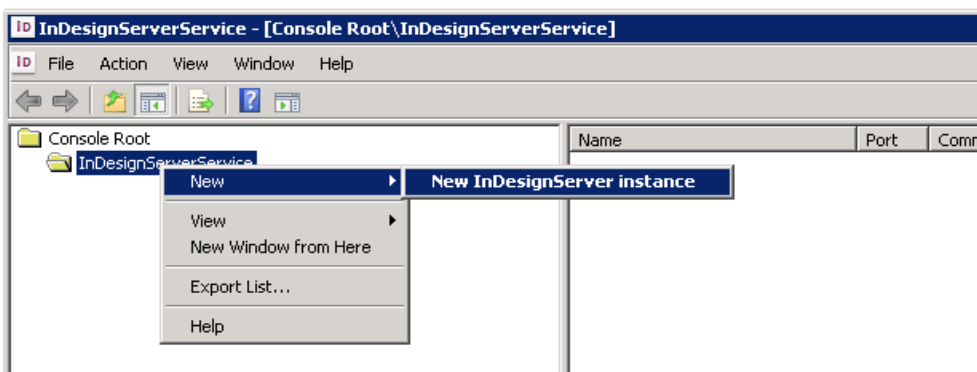 ID InDesignServerService - [Console Root\InDesignServerService]
ID File Action View Window Help
?
Console Root
InDesignServerService
Name Port Comm
New
New InDesignServer instance
View
New Window from Here
Export List...
Help